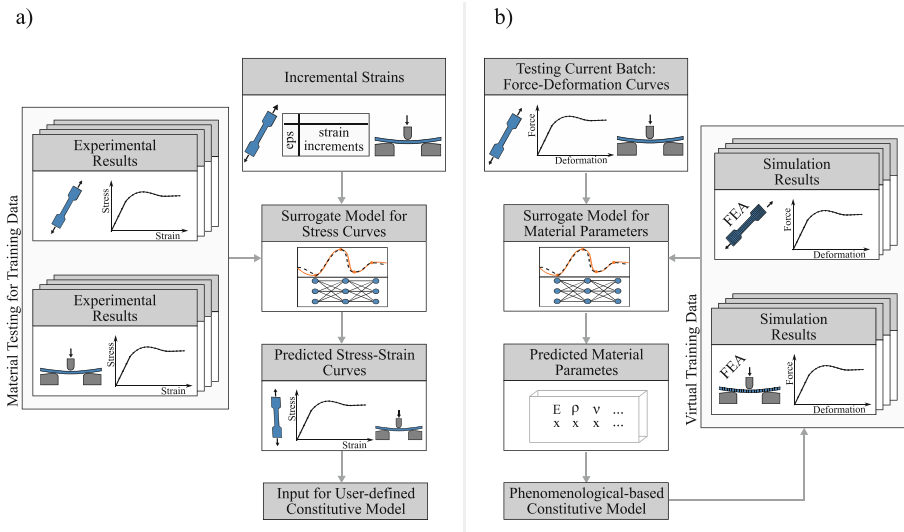 a)
Material Testing for Training Data
Experimental
Results
Stress
Strain
Experimental
Results
Stress
Strain
Incremental Strains
eps
strain
increments
Surrogate Model for
Stress Curves
Predicted Stress-Strain
Curves
Stress
Strain
Input for User-defined
Constitutive Model
b)
Testing Current Batch:
Force-Deformation Curves
Force
Deformation
Surrogate Model for
Material Parameters
Predicted Material
Parametes
E ρ ν ...
x x x ...
Phenomenological-based
Constitutive Model
Virtual Training Data
Simulation
Results
FEA
Force
Deformation
Simulation
Results
FEA
Force
Deformation